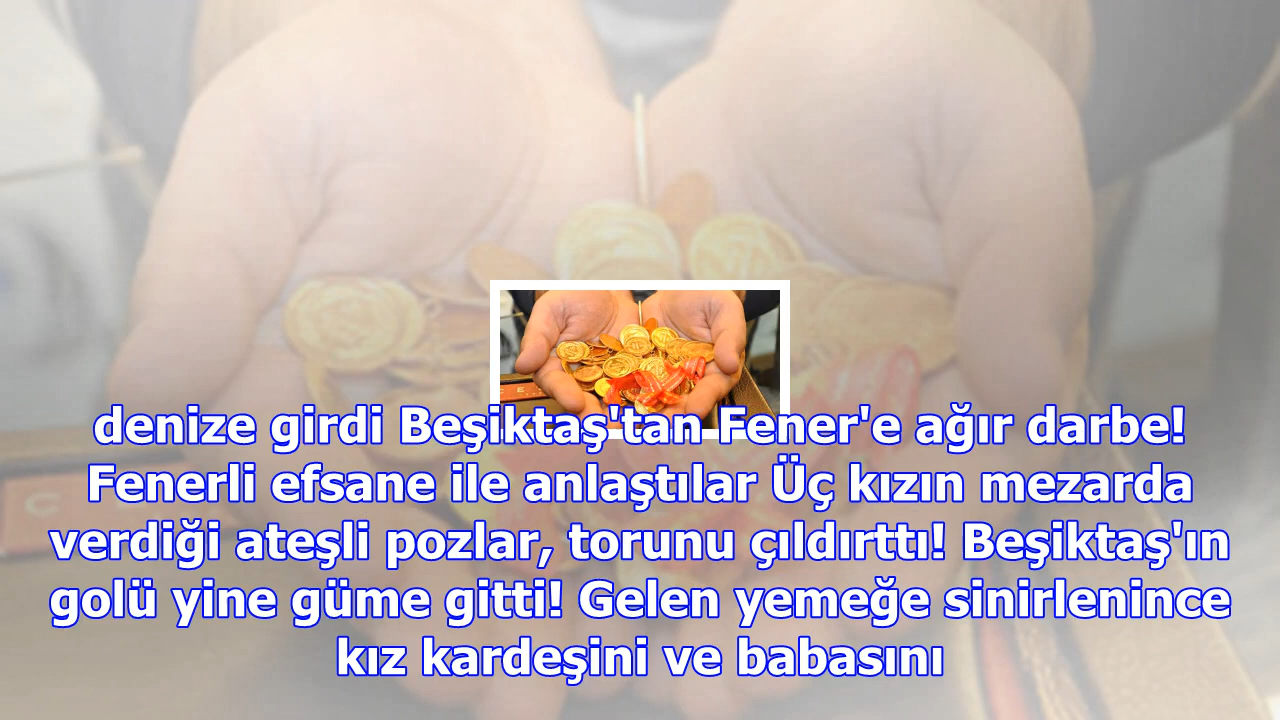 denize girdi Beşiktaş'tan Fener'e ağır darbe!
Fenerli efsane ile anlaştılar Üç kızın mezarda
verdiği ateşli pozlar, torunu çıldırttı! Beşiktaş'ın
golü yine güme gitti! Gelen yemeğe sinirlenince
kız kardeşini ve babasını